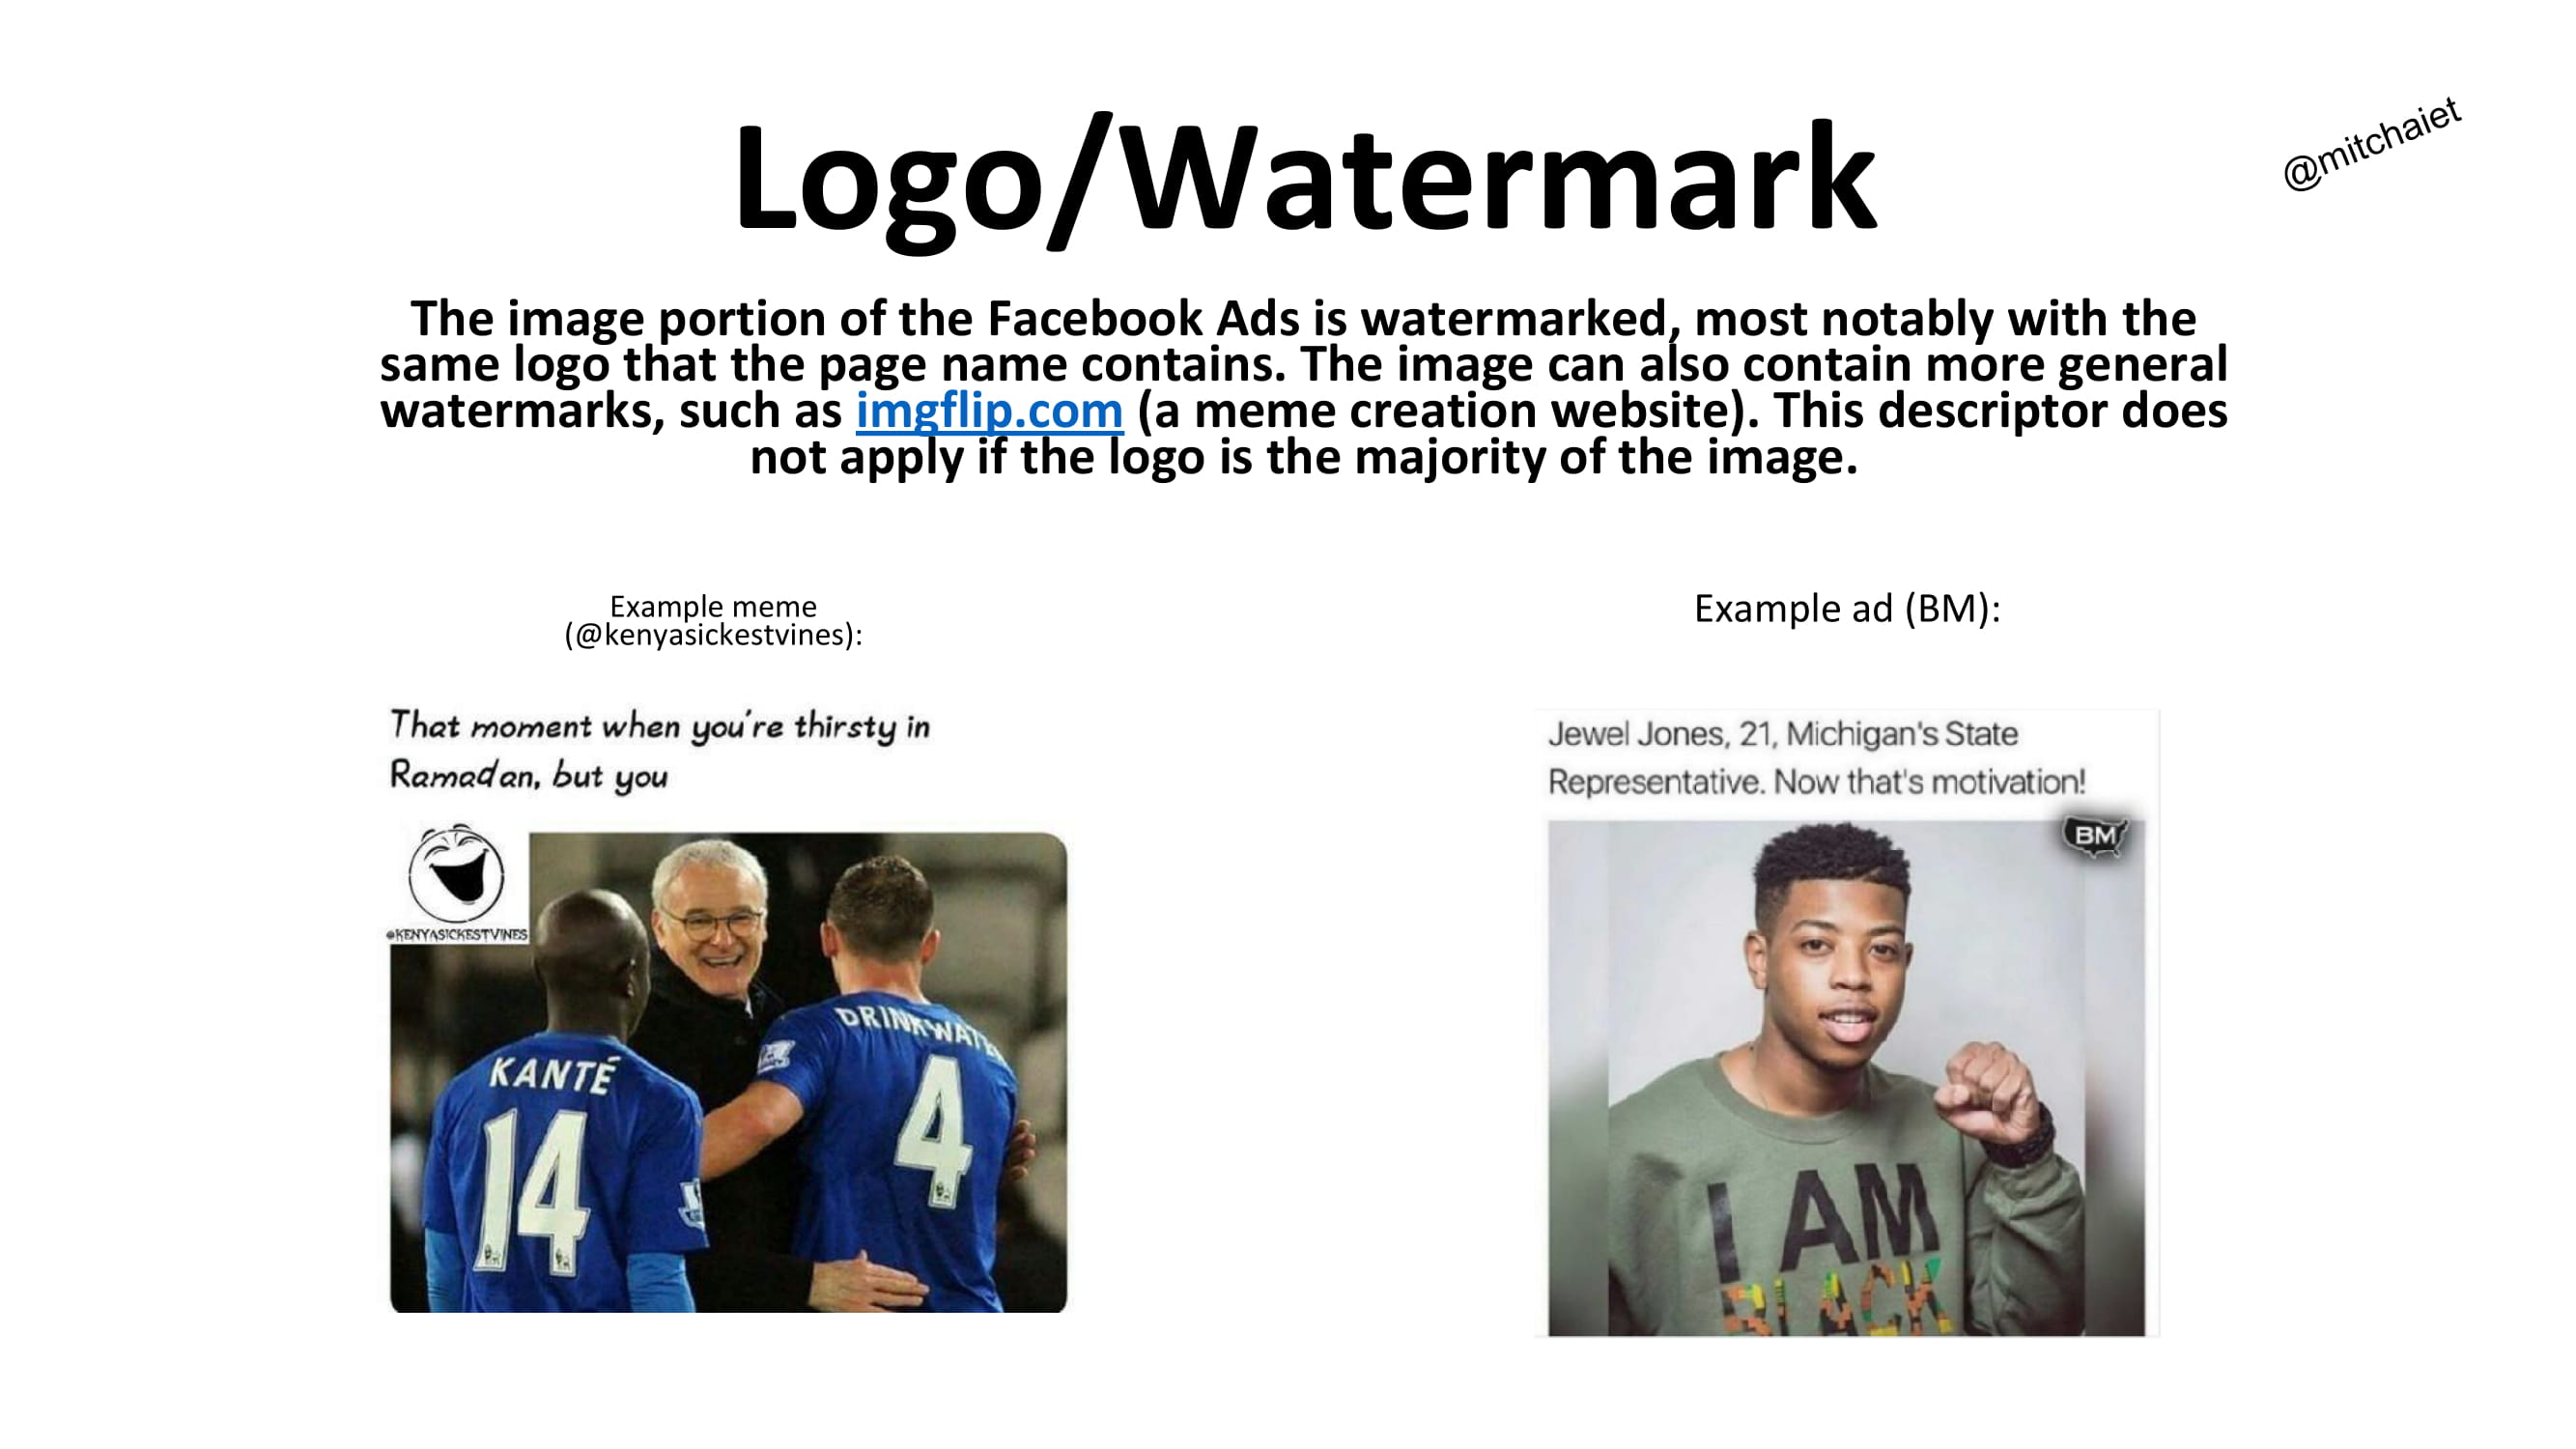 Logo/Watermark
@mitchaiet
The image portion of the Facebook Ads is watermarked, most notably with the
same logo that the page name contains. The image can also contain more general
watermarks, such as imgflip.com (a meme creation website). This descriptor does
not apply if the logo is the majority of the image.
Example meme
(@kenyasickestvines):
That moment when you're thirsty in
Ramadan, but you
@KENYASICKESTVINES
KANTÉ
14
DRINKWATE
4
Example ad (BM):
Jewel Jones, 21, Michigan's State
Representative. Now that's motivation!
BM
I AM
BLACK